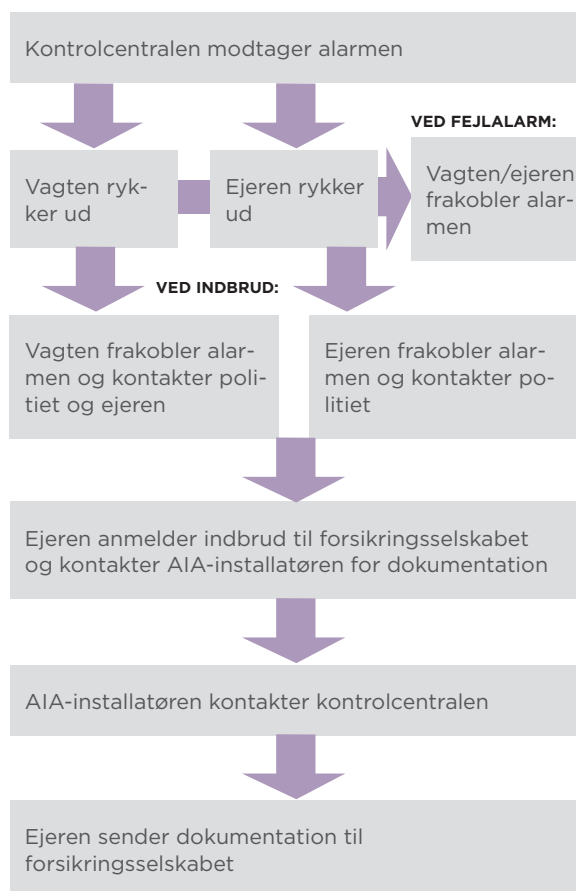 Kontrolcentralen modtager alarmen
VED FEJLALARM:
Vagten ryk-
ker ud
Ejeren rykker
ud
Vagten/ejeren
frakobler alar-
men
VED INDBRUD:
Vagten frakobler alar-
men og kontakter poli-
tiet og ejeren
Ejeren frakobler alar-
men og kontakter po-
litiet
Ejeren anmelder indbrud til forsikringsselskabet
og kontakter AIA-installatøren for dokumentation
AIA-installatøren kontakter kontrolcentralen
Ejeren sender dokumentation til
forsikringsselskabet